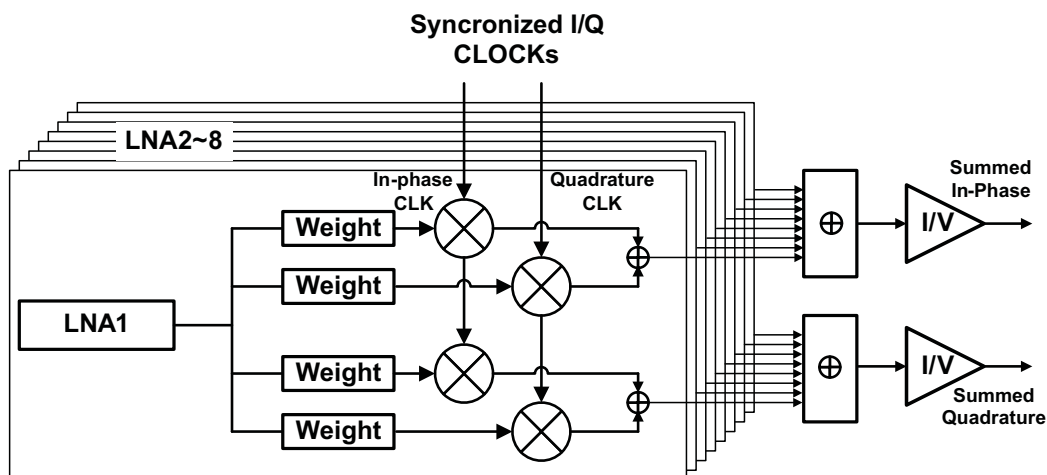 Syncronized I/Q
CLOCKs
LNA2~8
In-phase
CLK
Quadrature
CLK
Weight
Weight
LNA1
Weight
Weight
Summed
In-Phase
I/V
I/V
Summed
Quadrature